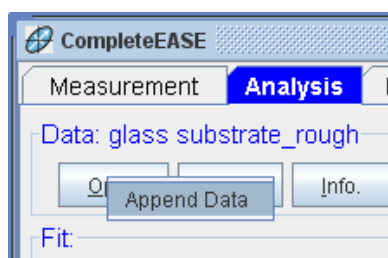 CompleteEASE
Measurement Analysis
Data: glass substrate_rough
Append Data Info.
Fit: